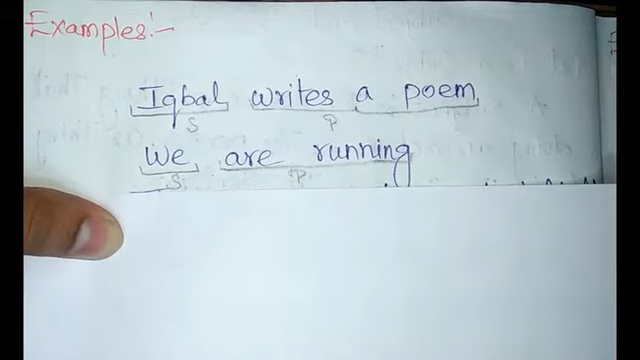 Examples:-
Iqbal writes a poem
S P
we are running
S P